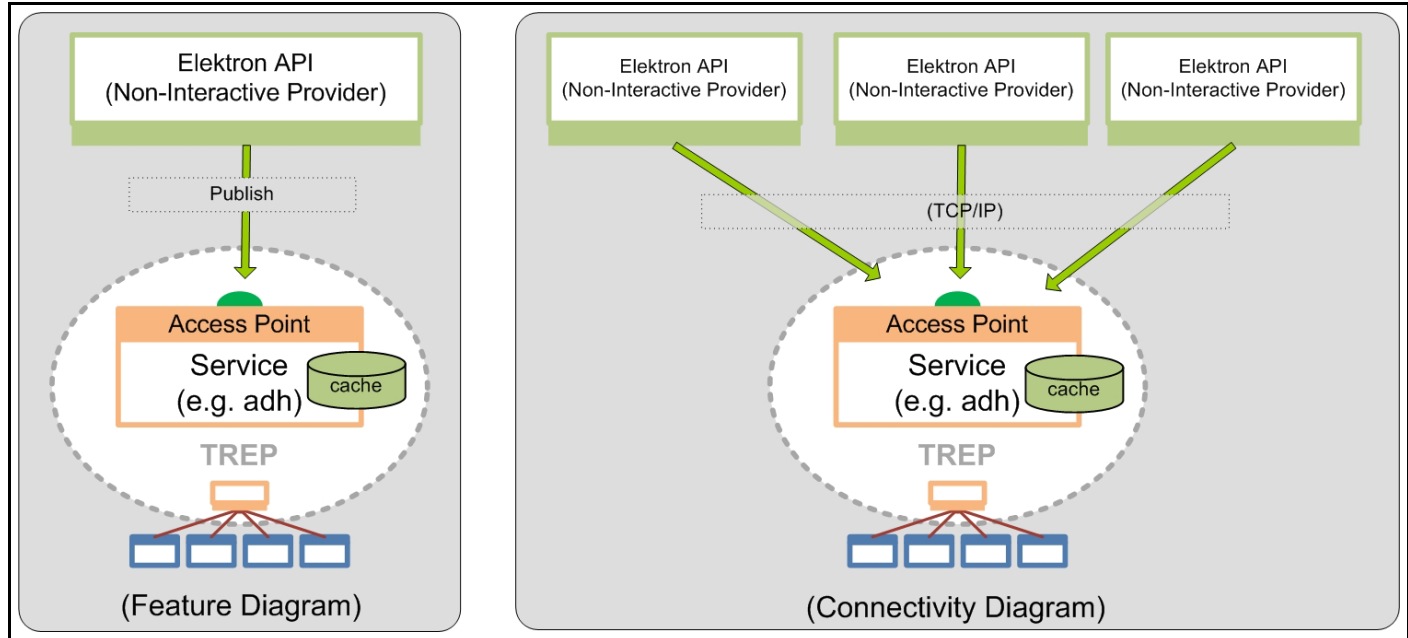 Elektron API
(Non-Interactive Provider)
Publish
Access Point
Service
(e.g. adh)
cache
TREP
(Feature Diagram)
Elektron API
(Non-Interactive Provider)
Elektron API
(Non-Interactive Provider)
Elektron API
(Non-Interactive Provider)
(TCP/IP)
Access Point
Service
(e.g. adh)
cache
TREP
(Connectivity Diagram)